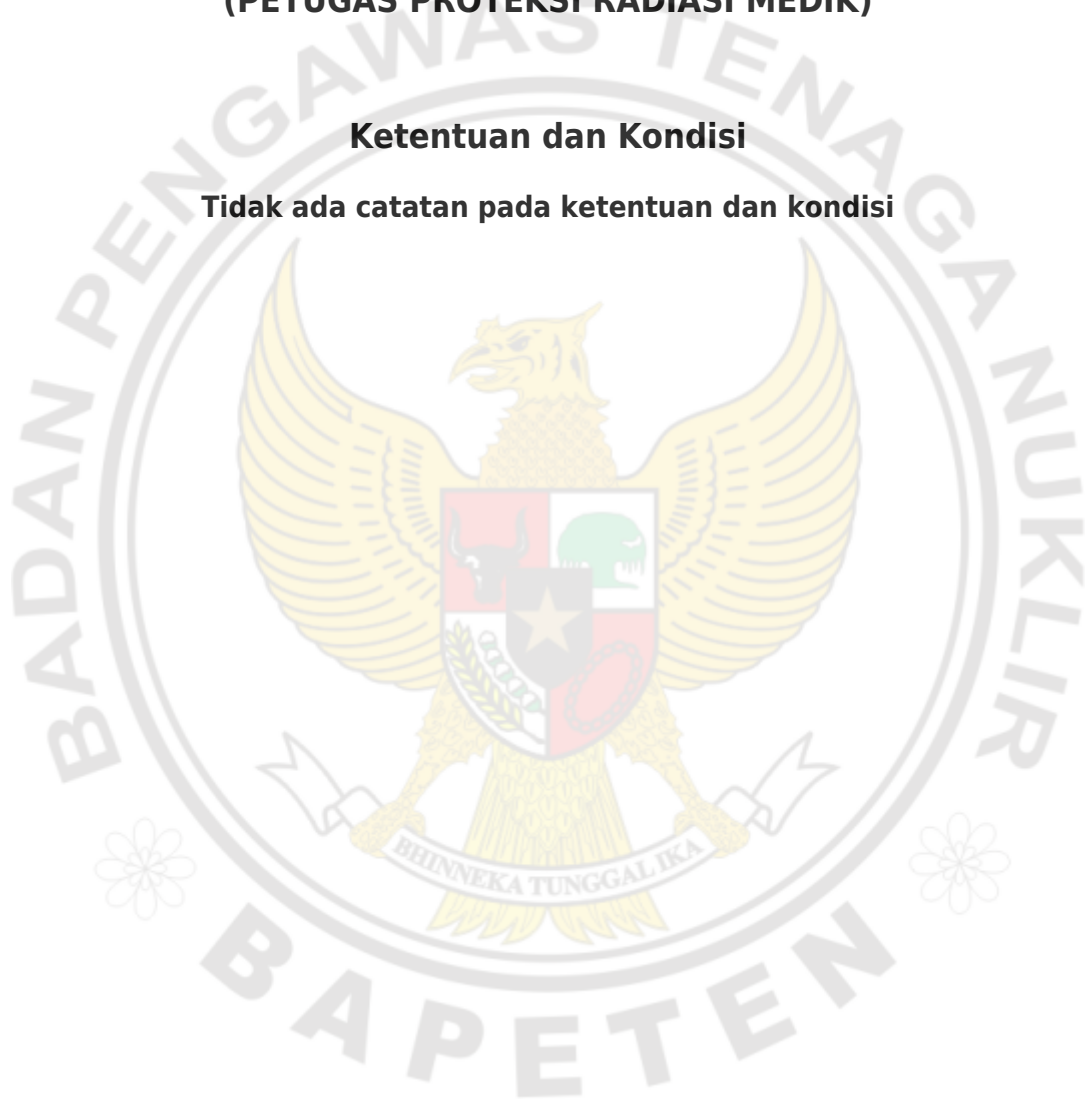 (PETUGAS PROTEKSI RADIASI MEDIK)
Ketentuan dan Kondisi
Tidak ada catatan pada ketentuan dan kondisi
BADAN PENGAWAS TENAGA NUKLIR
BHINNEKA TUNGGAL IKA
BAPETEN